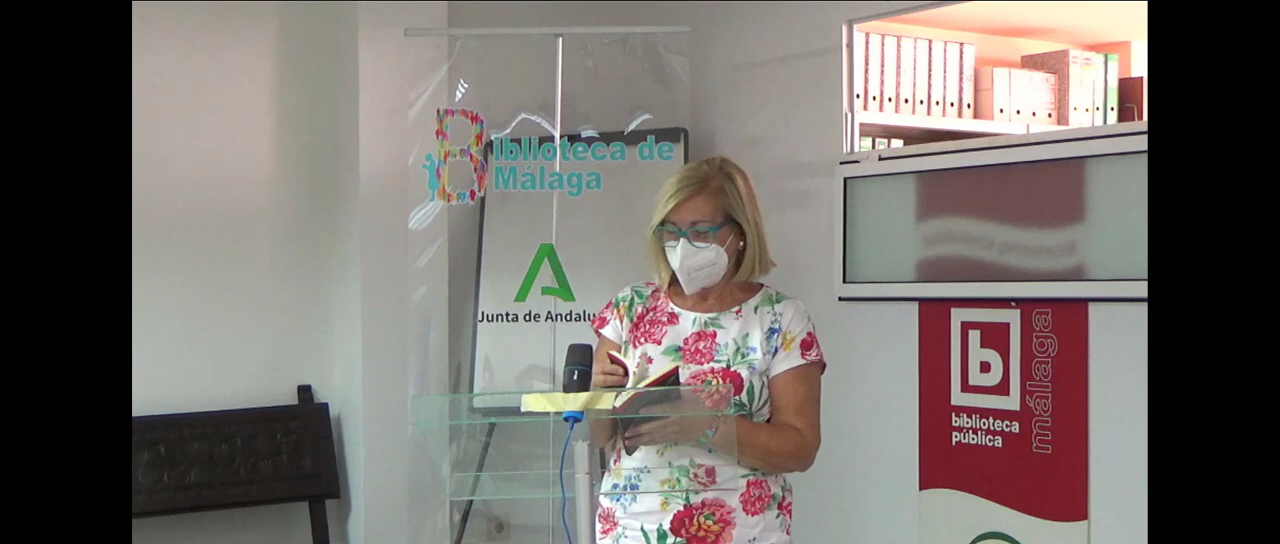 Biblioteca de
Málaga
Junta de Andalu
b
málaga
biblioteca
pública